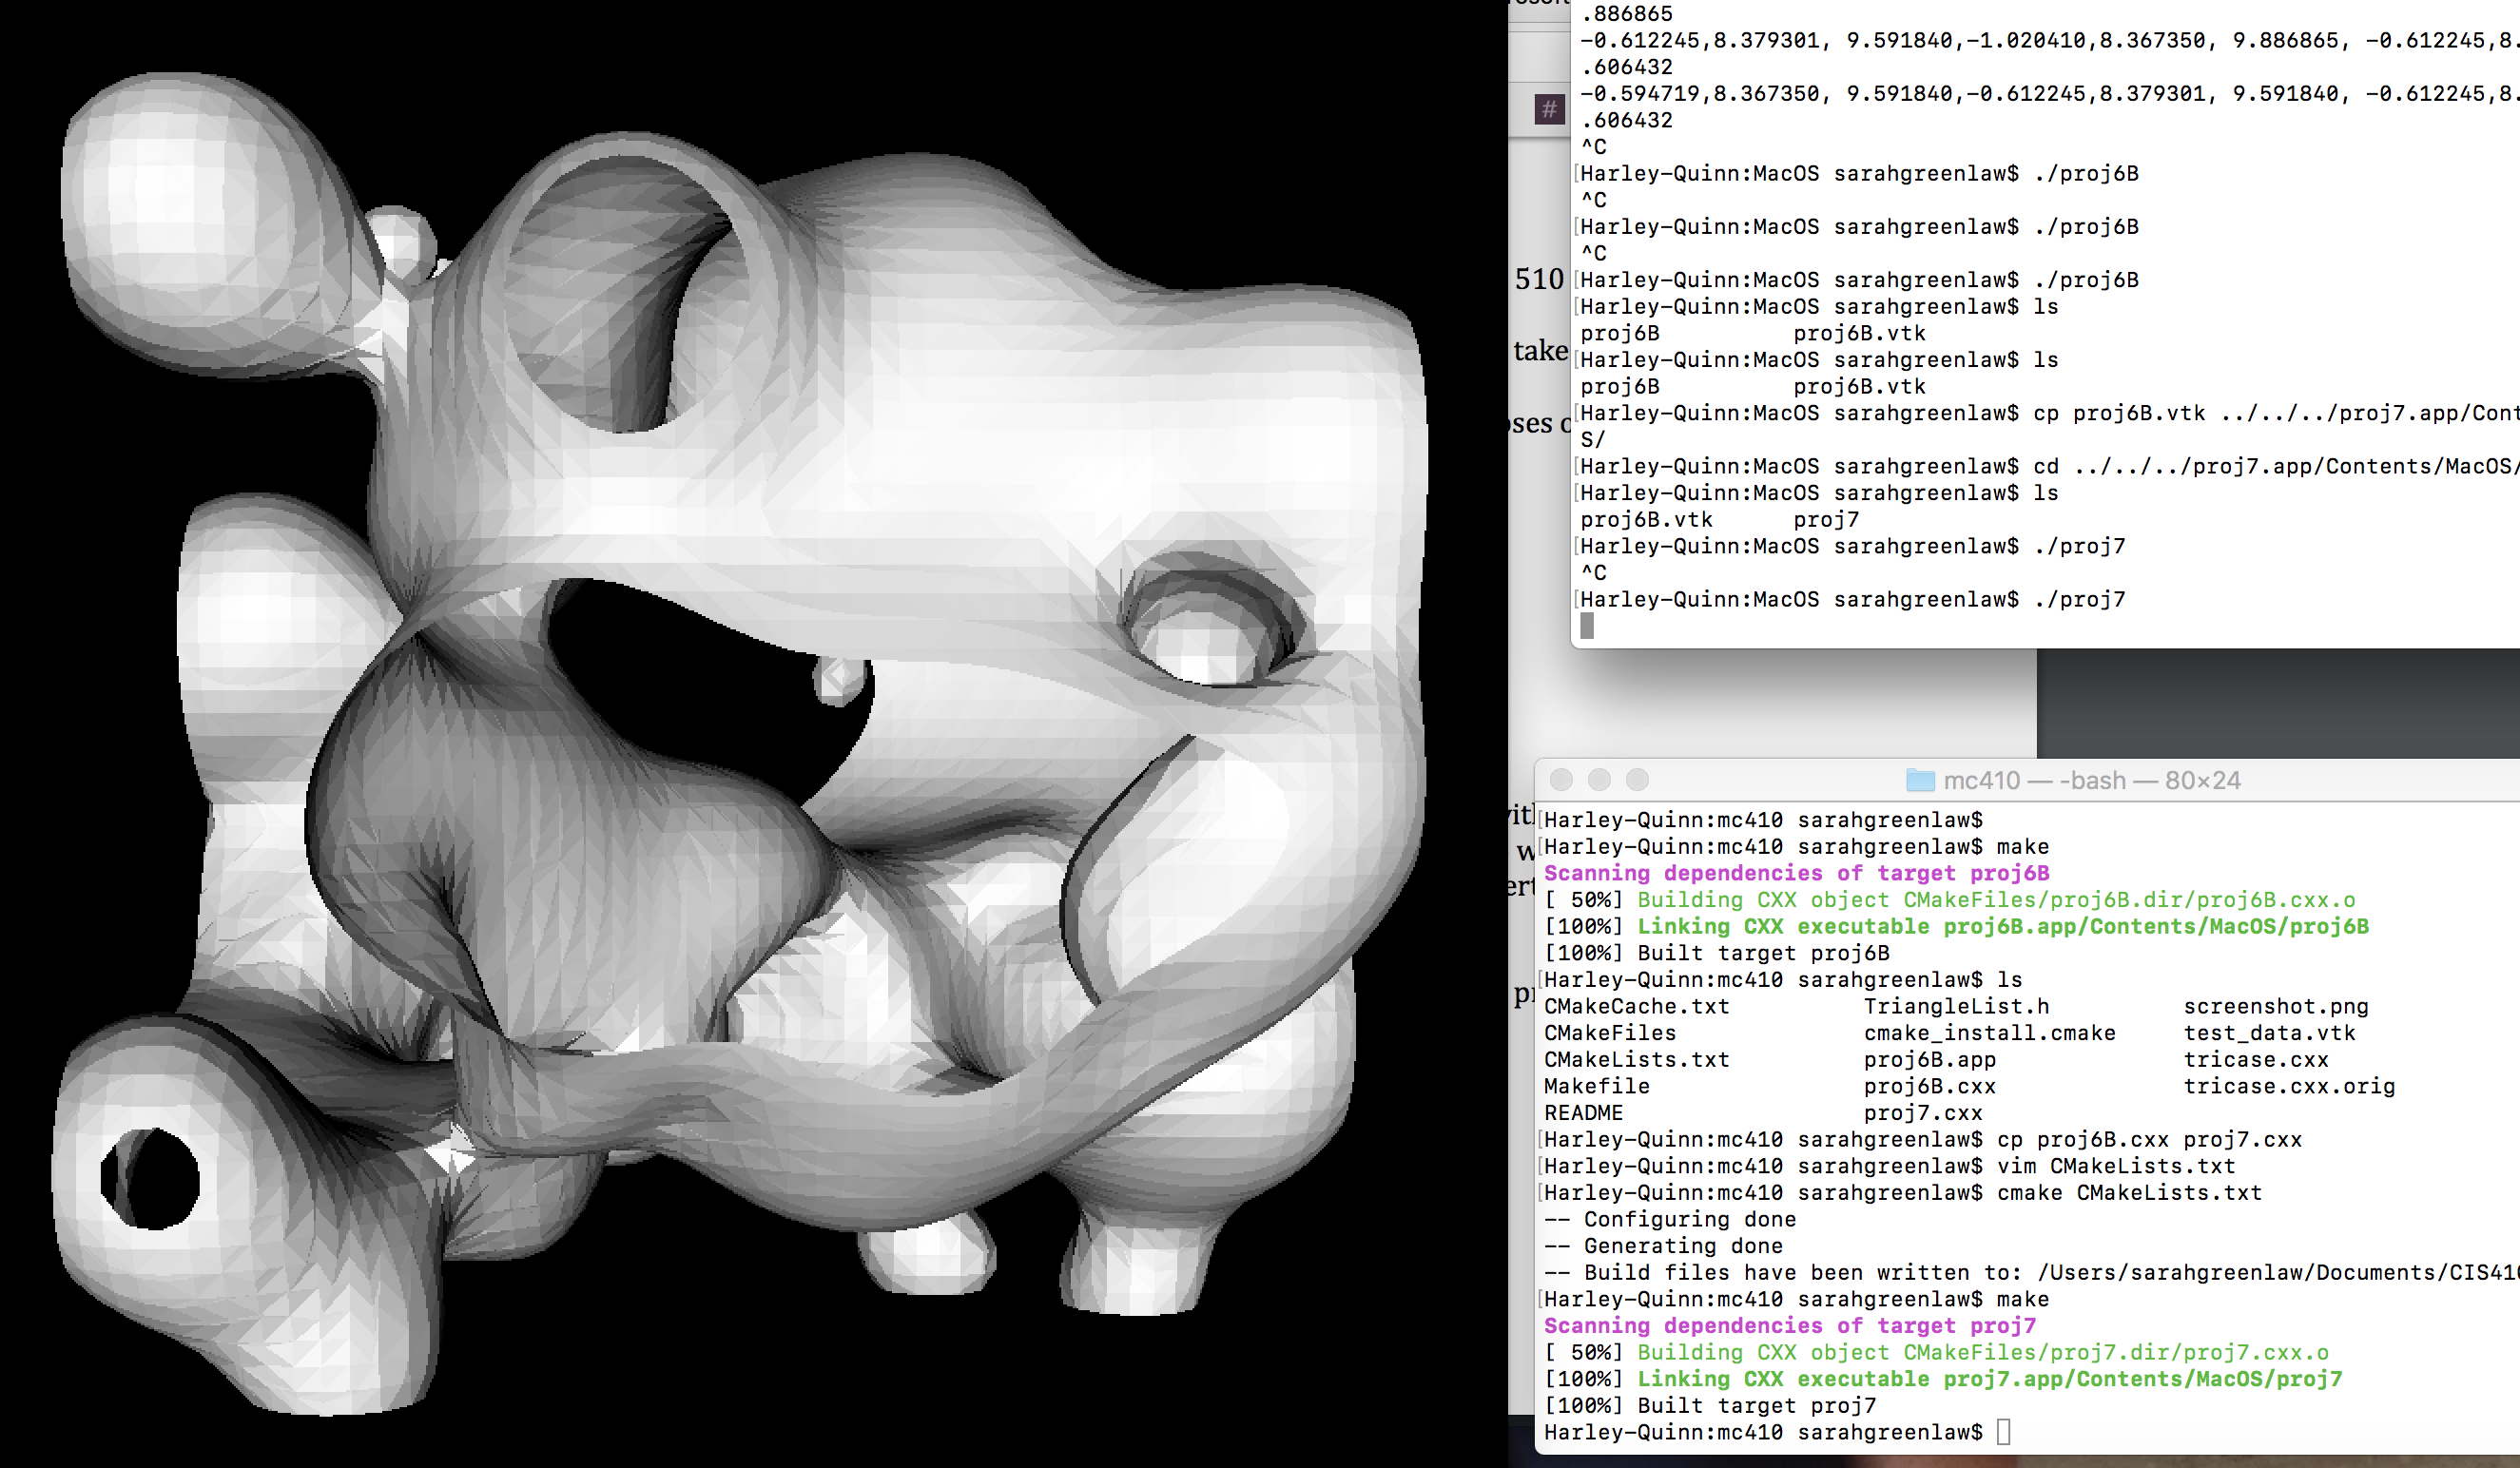 .886865
-0.612245,8.379301, 9.591840,-1.020410,8.367350, 9.886865, -0.612245,8.
.606432
-0.594719,8.367350, 9.591840,-0.612245,8.379301, 9.591840, -0.612245,8.
.606432
^C
[Harley-Quinn:MacOS sarahgreenlaw$ ./proj6B
^C
[Harley-Quinn:MacOS sarahgreenlaw$ ./proj6B
^C
[Harley-Quinn:MacOS sarahgreenlaw$ ./proj6B
[Harley-Quinn:MacOS sarahgreenlaw$ ls
proj6B proj6B.vtk
[Harley-Quinn:MacOS sarahgreenlaw$ ls
proj6B proj6B.vtk
[Harley-Quinn:MacOS sarahgreenlaw$ cp proj6B.vtk ../../../proj7.app/Cont
S/
[Harley-Quinn:MacOS sarahgreenlaw$ cd ../../../proj7.app/Contents/MacOS/
[Harley-Quinn:MacOS sarahgreenlaw$ ls
proj6B.vtk proj7
[Harley-Quinn:MacOS sarahgreenlaw$ ./proj7
^C
[Harley-Quinn:MacOS sarahgreenlaw$ ./proj7
#
510
take
mc410 — -bash — 80×24
[Harley-Quinn:mc410 sarahgreenlaw$
[Harley-Quinn:mc410 sarahgreenlaw$ make
Scanning dependencies of target proj6B
[ 50%] Building CXX object CMakeFiles/proj6B.dir/proj6B.cxx.o
[100%] Linking CXX executable proj6B.app/Contents/MacOS/proj6B
[100%] Built target proj6B
[Harley-Quinn:mc410 sarahgreenlaw$ ls
CMakeCache.txt TriangleList.h screenshot.png
CMakeFiles cmake_install.cmake test_data.vtk
CMakeLists.txt proj6B.app tricase.cxx
Makefile proj6B.cxx tricase.cxx.orig
README proj7.cxx
[Harley-Quinn:mc410 sarahgreenlaw$ cp proj6B.cxx proj7.cxx
[Harley-Quinn:mc410 sarahgreenlaw$ vim CMakeLists.txt
[Harley-Quinn:mc410 sarahgreenlaw$ cmake CMakeLists.txt
-- Configuring done
-- Generating done
-- Build files have been written to: /Users/sarahgreenlaw/Documents/CIS410
[Harley-Quinn:mc410 sarahgreenlaw$ make
Scanning dependencies of target proj7
[ 50%] Building CXX object CMakeFiles/proj7.dir/proj7.cxx.o
[100%] Linking CXX executable proj7.app/Contents/MacOS/proj7
[100%] Built target proj7
Harley-Quinn:mc410 sarahgreenlaw$